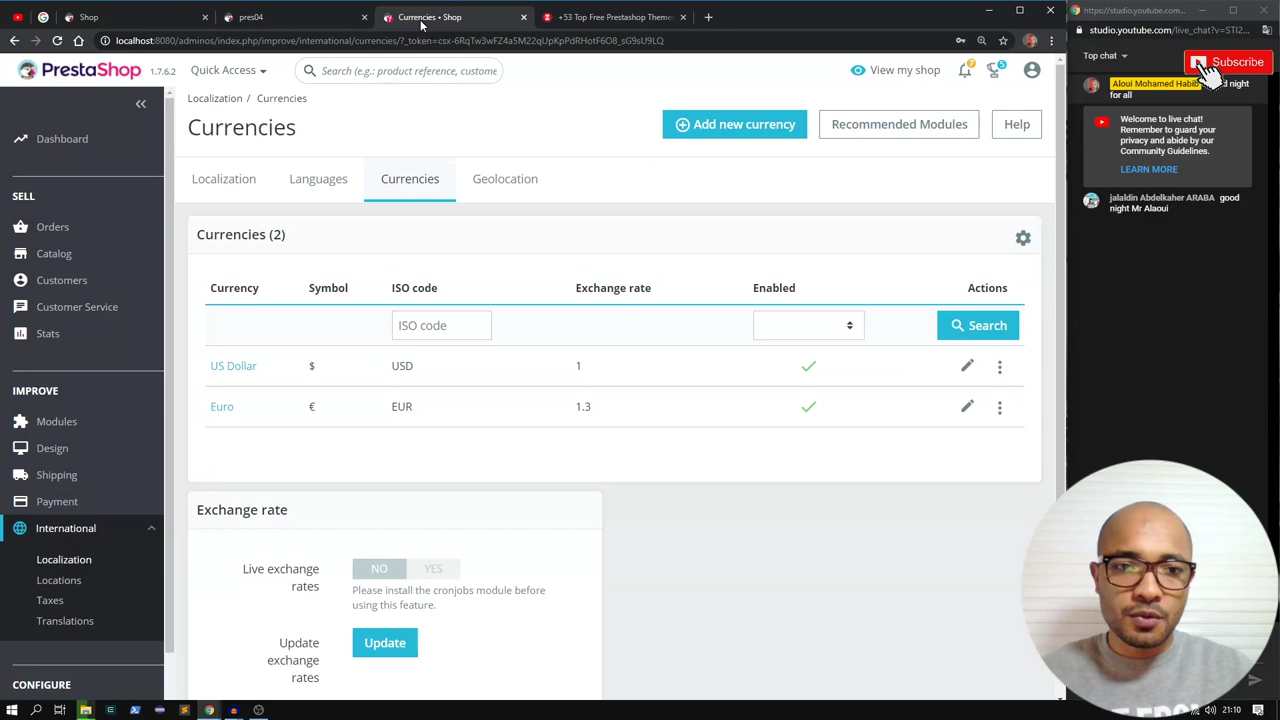 Shop
pres04
Currencies • Shop
+53 Top Free Prestashop Theme
https://studio.youtube.com...
localhost:8080/adminos/index.php/improve/international/currencies/?_token=csx-6RqTw3wFZ4a5M22qUpKpPdRHotF6O8_sG9sU9LQ
studio.youtube.com/live_chat?v=STI2...
PrestaShop
1.7.6.2
Quick Access
Search (e.g.: product reference, custome
View my shop
7
5
Top chat
Subscribe
Aloui Mohamed Habib
night
for all
Welcome to live chat!
Remember to guard your
privacy and abide by our
Community Guidelines.
LEARN MORE
jalaldin Abdelkaher ARABA good
night Mr Alaoui
Dashboard
SELL
Orders
Catalog
Customers
Customer Service
Stats
IMPROVE
Modules
Design
Shipping
Payment
International
Localization
Locations
Taxes
Translations
CONFIGURE
Localization / Currencies
Currencies
Add new currency
Recommended Modules
Help
Localization
Languages
Currencies
Geolocation
Currencies (2)
Currency Symbol ISO code Exchange rate Enabled Actions
ISO code
Search
US Dollar $ USD 1
Euro € EUR 1.3
Exchange rate
Live exchange
rates
NO YES
Please install the cronjobs module before
using this feature.
Update
exchange
rates
Update
21:10